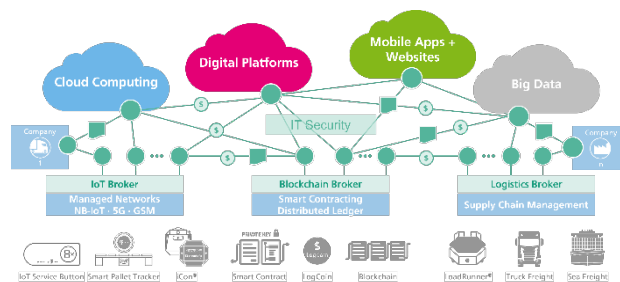 Mobile Apps +
Websites
Digital Platforms
Cloud Computing
Big Data
IT Security
Company
1
Company
n
IoT Broker
Managed Networks
NB-IoT · 5G · GSM
Blockchain Broker
Smart Contracting
Distributed Ledger
Logistics Broker
Supply Chain Management
IoT Service Button
Smart Pallet Tracker
iCon®
Smart Contract
LogCoin
Blockchain
LoadRunner®
Truck Freight
Sea Freight